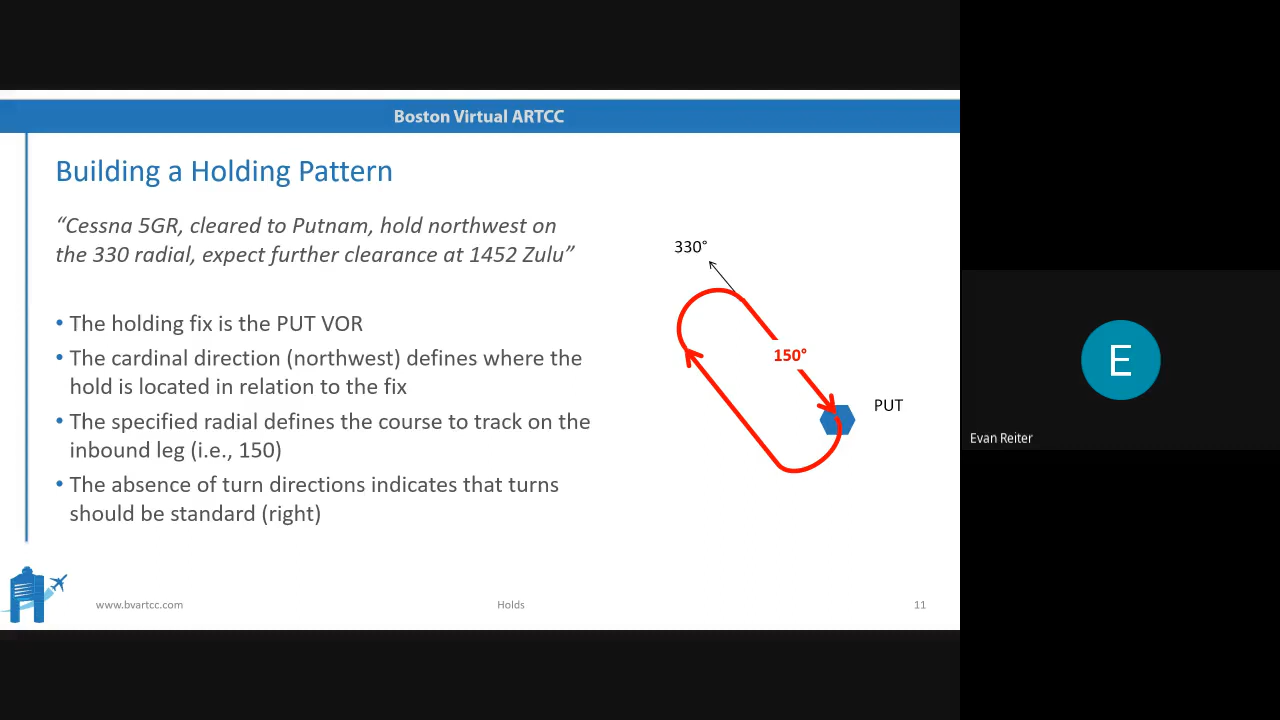 Boston Virtual ARTCC
Building a Holding Pattern
“Cessna 5GR, cleared to Putnam, hold northwest on
the 330 radial, expect further clearance at 1452 Zulu”
• The holding fix is the PUT VOR
• The cardinal direction (northwest) defines where the
hold is located in relation to the fix
• The specified radial defines the course to track on the
inbound leg (i.e., 150)
• The absence of turn directions indicates that turns
should be standard (right)
330°
150°
PUT
www.bvartcc.com
Holds
11
E
Evan Reiter